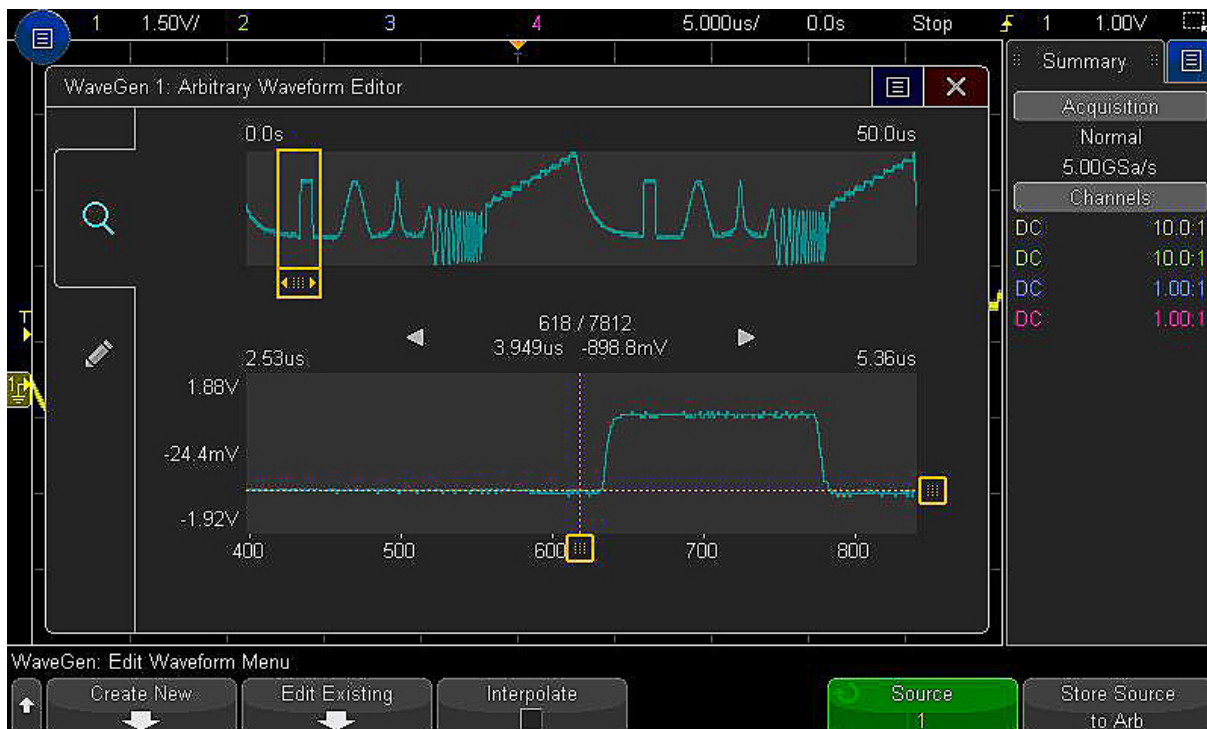 1 1.50V/ 2 3 4 5.000us/ 0.0s Stop 1 1.00V
Summary
WaveGen 1: Arbitrary Waveform Editor
Acquisition
Normal
5.00GSa/s
Channels
DC 10.0:1
DC 10.0:1
DC 1.00:1
DC 1.00:1
0.0s 50.0us
618 / 7812
3.949us -898.8mV
2.53us 5.36us
1.88V
-24.4mV
-1.92V
400 500 600 700 800
T
1
WaveGen: Edit Waveform Menu
Create New Edit Existing Interpolate Source Store Source
1 to Arb